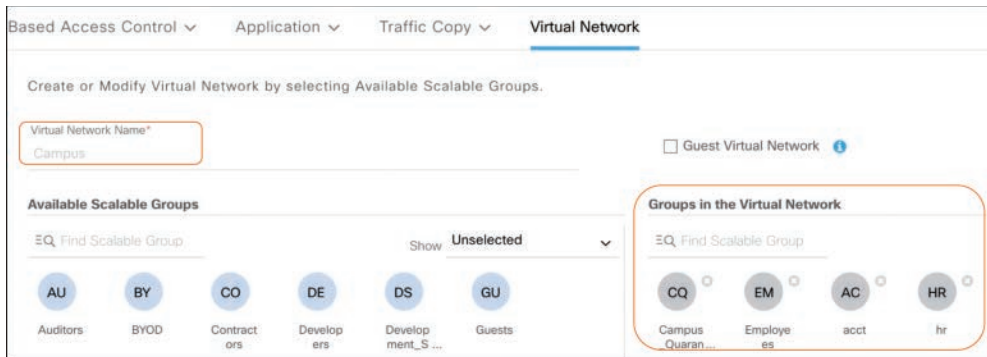 Based Access Control Application Traffic Copy Virtual Network
Create or Modify Virtual Network by selecting Available Scalable Groups.
Virtual Network Name*
Campus
Guest Virtual Network
Available Scalable Groups
Find Scalable Group
Show Unselected
AU BY CO DE DS GU
Auditors BYOD Contract Develop Develop Guests
ors ers ment_S ...
Groups in the Virtual Network
Find Scalable Group
CQ EM AC HR
Campus Employe acct hr
_Quaran ... es